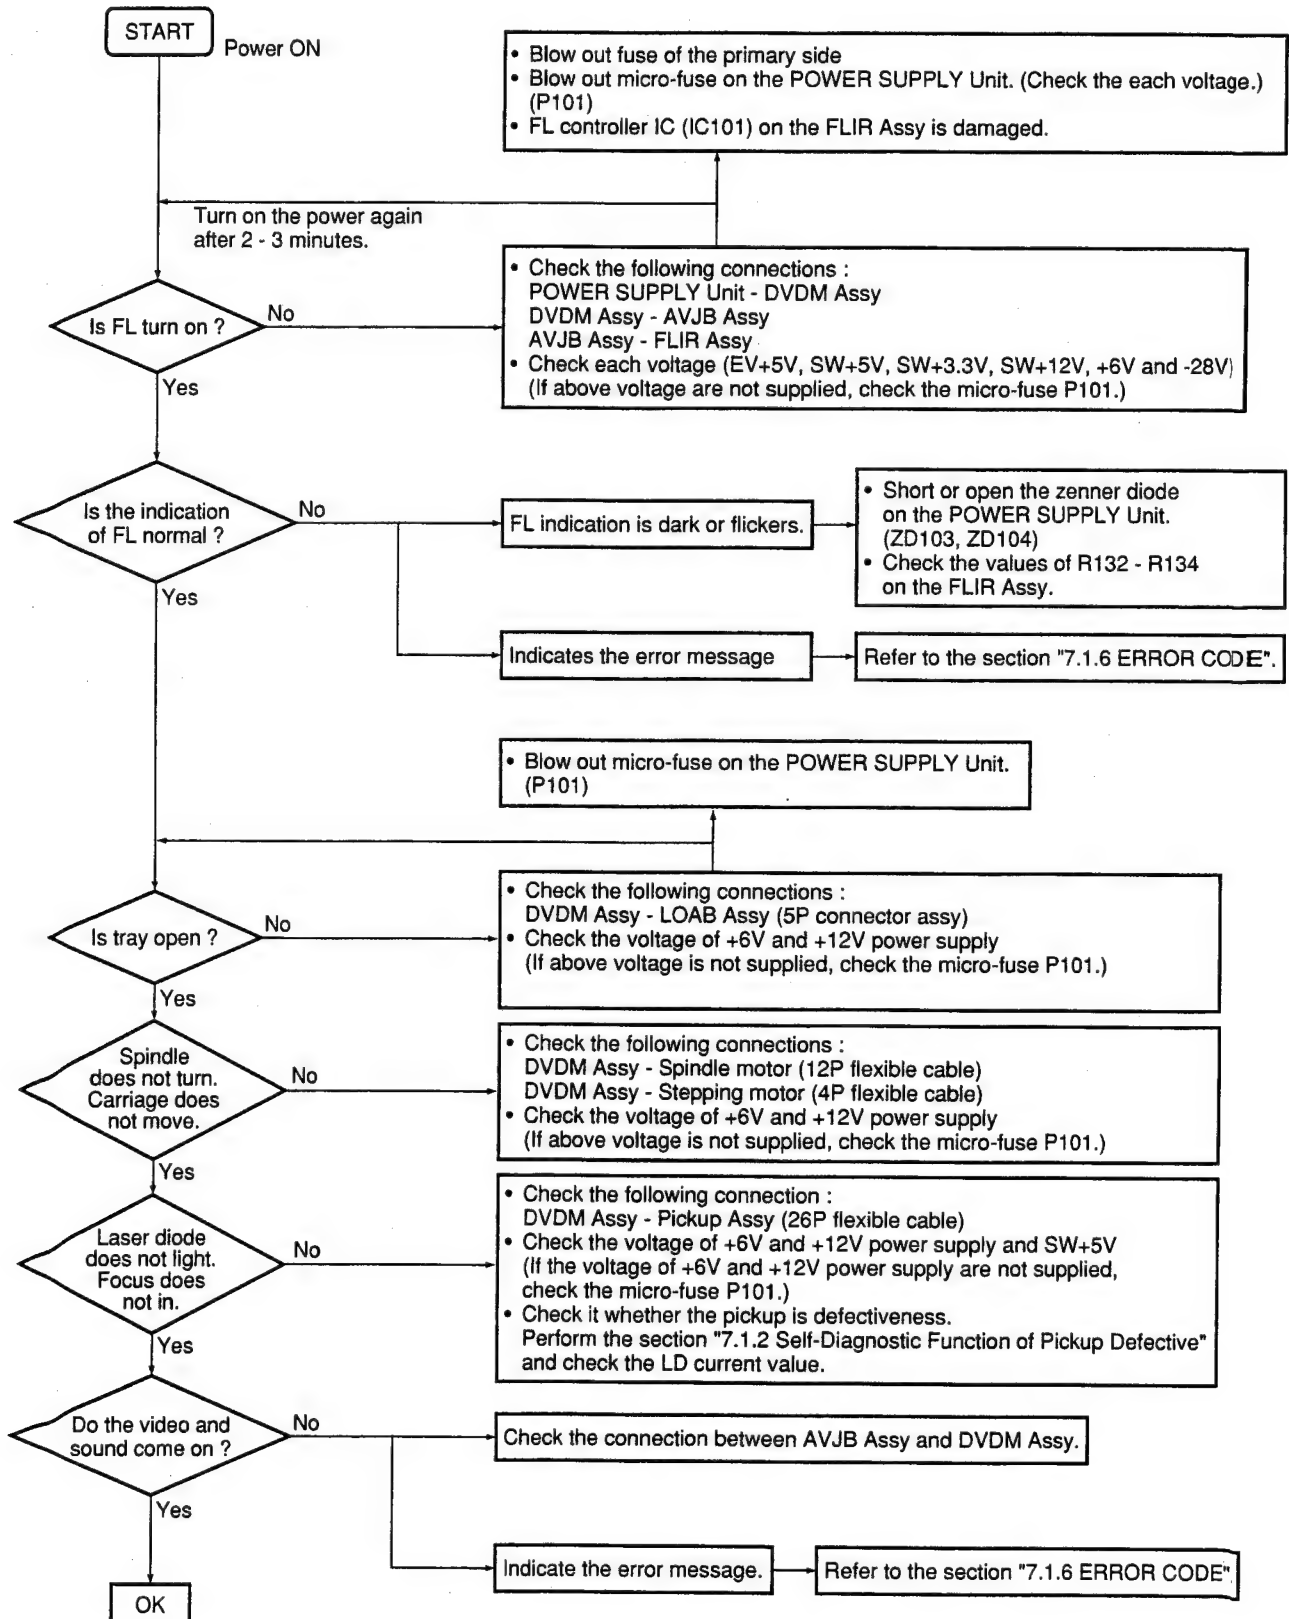 START
Power ON
• Blow out fuse of the primary side
• Blow out micro-fuse on the POWER SUPPLY Unit. (Check the each voltage.)
(P101)
• FL controller IC (IC101) on the FLIR Assy is damaged.
Turn on the power again
after 2 - 3 minutes.
Is FL turn on ?
No
Yes
• Check the following connections :
POWER SUPPLY Unit - DVDM Assy
DVDM Assy - AVJB Assy
AVJB Assy - FLIR Assy
• Check each voltage (EV+5V, SW+5V, SW+3.3V, SW+12V, +6V and -28V)
(If above voltage are not supplied, check the micro-fuse P101.)
Is the indication
of FL normal ?
No
Yes
FL indication is dark or flickers.
• Short or open the zenner diode
on the POWER SUPPLY Unit.
(ZD103, ZD104)
• Check the values of R132 - R134
on the FLIR Assy.
Indicates the error message
Refer to the section "7.1.6 ERROR CODE".
• Blow out micro-fuse on the POWER SUPPLY Unit.
(P101)
Is tray open ?
No
Yes
• Check the following connections :
DVDM Assy - LOAB Assy (5P connector assy)
• Check the voltage of +6V and +12V power supply
(If above voltage is not supplied, check the micro-fuse P101.)
Spindle
does not turn.
Carriage does
not move.
No
Yes
• Check the following connections :
DVDM Assy - Spindle motor (12P flexible cable)
DVDM Assy - Stepping motor (4P flexible cable)
• Check the voltage of +6V and +12V power supply
(If above voltage is not supplied, check the micro-fuse P101.)
Laser diode
does not light.
Focus does
not in.
No
Yes
• Check the following connection :
DVDM Assy - Pickup Assy (26P flexible cable)
• Check the voltage of +6V and +12V power supply and SW+5V
(If the voltage of +6V and +12V power supply are not supplied,
check the micro-fuse P101.)
• Check it whether the pickup is defectiveness.
Perform the section "7.1.2 Self-Diagnostic Function of Pickup Defective"
and check the LD current value.
Do the video and
sound come on ?
No
Yes
Check the connection between AVJB Assy and DVDM Assy.
Indicate the error message.
Refer to the section "7.1.6 ERROR CODE"
OK